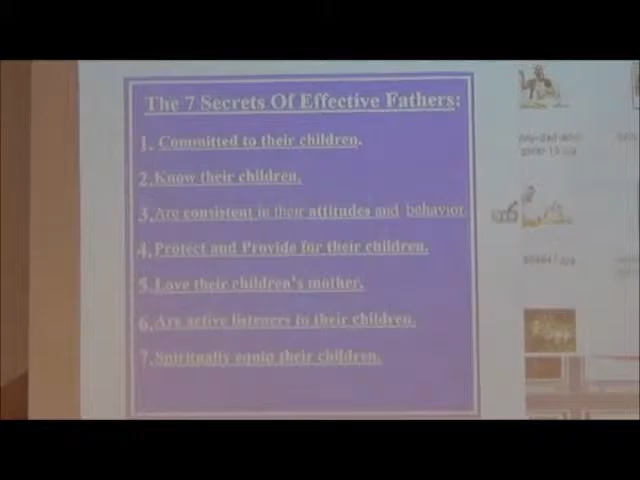 The 7 Secrets Of Effective Fathers:
1. Committed to their children.
2. Know their children.
3. Are consistent in their attitudes and behavior
4. Protect and Provide for their children.
5. Love their children's mother.
6. Are active listeners to their children.
7. Spiritually equip their children.